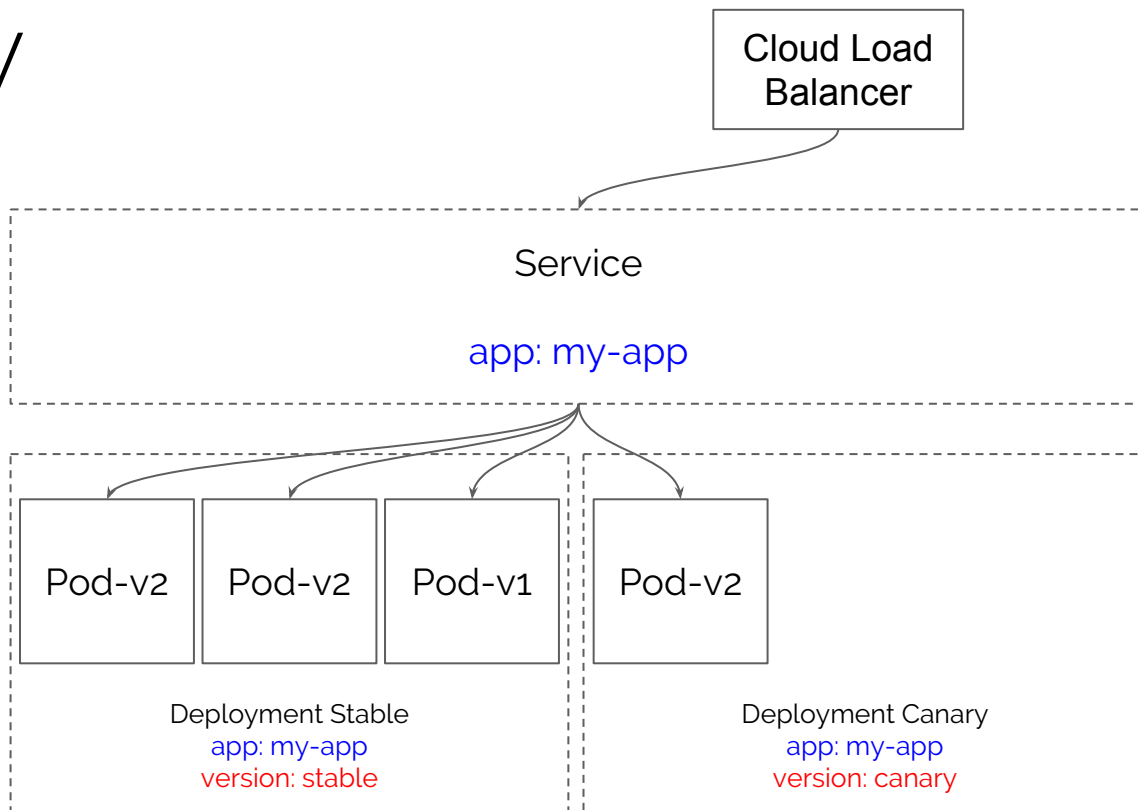 y
Cloud Load
Balancer
Service
app: my-app
Pod-v2
Pod-v2
Pod-v1
Pod-v2
Deployment Stable
app: my-app
version: stable
Deployment Canary
app: my-app
version: canary